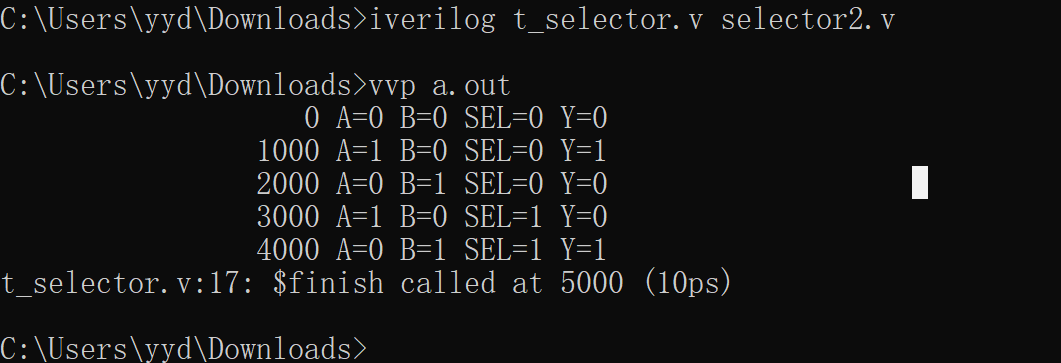 C:\Users\yyd\Downloads>iverilog t_selector.v selector2.v
C:\Users\yyd\Downloads>vvp a.out
0 A=0 B=0 SEL=0 Y=0
1000 A=1 B=0 SEL=0 Y=1
2000 A=0 B=1 SEL=0 Y=0
3000 A=1 B=0 SEL=1 Y=0
4000 A=0 B=1 SEL=1 Y=1
t_selector.v:17: $finish called at 5000 (10ps)
C:\Users\yyd\Downloads>